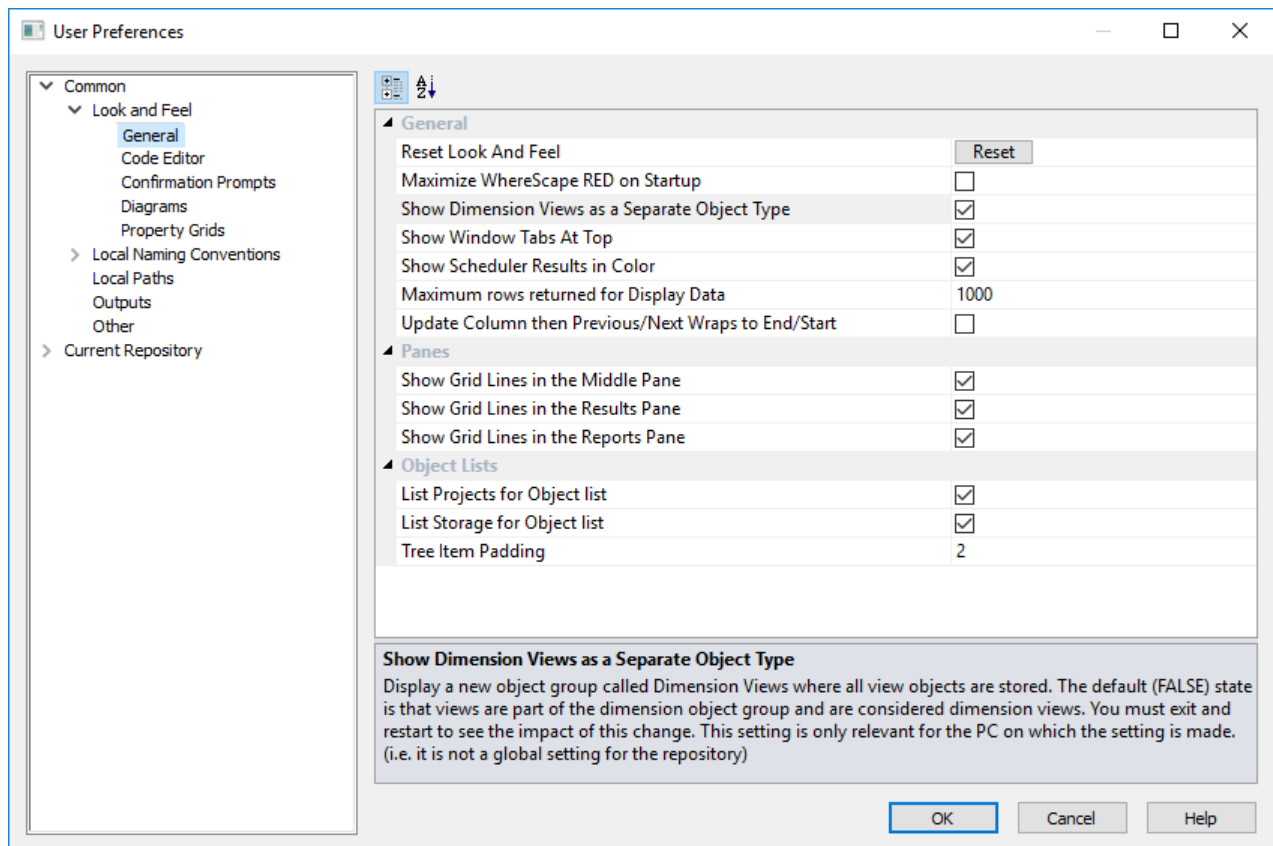 User Preferences
Common
Look and Feel
General
Code Editor
Confirmation Prompts
Diagrams
Property Grids
Local Naming Conventions
Local Paths
Outputs
Other
Current Repository
General
Reset Look And Feel Reset
Maximize WhereScape RED on Startup
Show Dimension Views as a Separate Object Type
Show Window Tabs At Top
Show Scheduler Results in Color
Maximum rows returned for Display Data 1000
Update Column then Previous/Next Wraps to End/Start
Panes
Show Grid Lines in the Middle Pane
Show Grid Lines in the Results Pane
Show Grid Lines in the Reports Pane
Object Lists
List Projects for Object list
List Storage for Object list
Tree Item Padding 2
Show Dimension Views as a Separate Object Type
Display a new object group called Dimension Views where all view objects are stored. The default (FALSE) state
is that views are part of the dimension object group and are considered dimension views. You must exit and
restart to see the impact of this change. This setting is only relevant for the PC on which the setting is made.
(i.e. it is not a global setting for the repository)
OK Cancel Help